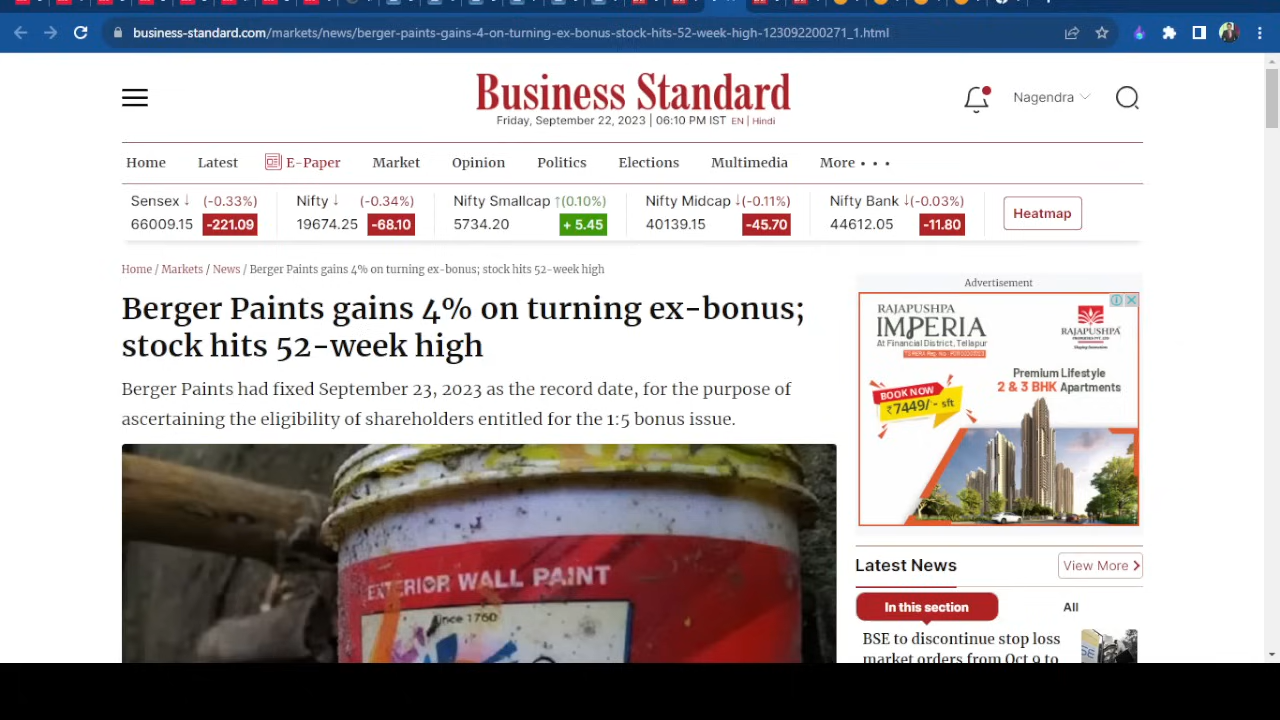 business-standard.com/markets/news/berger-paints-gains-4-on-turning-ex-bonus-stock-hits-52-week-high-123092200271_1.html
Business Standard
Friday, September 22, 2023 | 06:10 PM IST EN | Hindi
Nagendra
Home Latest E-Paper Market Opinion Politics Elections Multimedia More • • •
Sensex ↓ (-0.33%) Nifty ↓ (-0.34%) Nifty Smallcap ↑(0.10%) Nifty Midcap ↓(-0.11%) Nifty Bank ↓(-0.03%)
66009.15 -221.09 19674.25 -68.10 5734.20 + 5.45 40139.15 -45.70 44612.05 -11.80
Heatmap
Home / Markets / News / Berger Paints gains 4% on turning ex-bonus; stock hits 52-week high
Berger Paints gains 4% on turning ex-bonus;
stock hits 52-week high
Berger Paints had fixed September 23, 2023 as the record date, for the purpose of
ascertaining the eligibility of shareholders entitled for the 1:5 bonus issue.
EXTERIOR WALL PAINT
Since 1760
Advertisement
RAJAPUSHPA
IMPERIA
At Financial District, Tellapur
RAJAPUSHPA
Premium Lifestyle
2 & 3 BHK Apartments
BOOK NOW
₹7449/- sft
Latest News
View More
In this section
All
BSE to discontinue stop loss
market orders from Oct 9 to